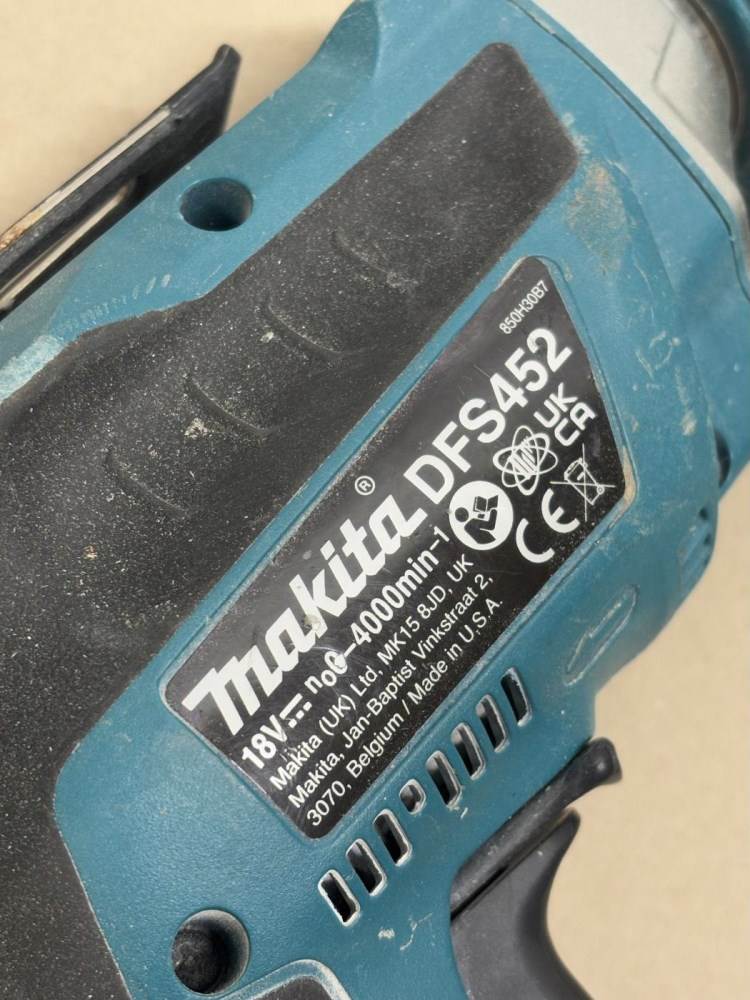 850H30B7
makita® DFS452
UK
CA
18V⎓ n₀0-4000min⁻¹
CE
Makita (UK) Ltd, MK15 8JD, UK
Makita, Jan-Baptist Vinkstraat 2,
3070, Belgium / Made in U.S.A.